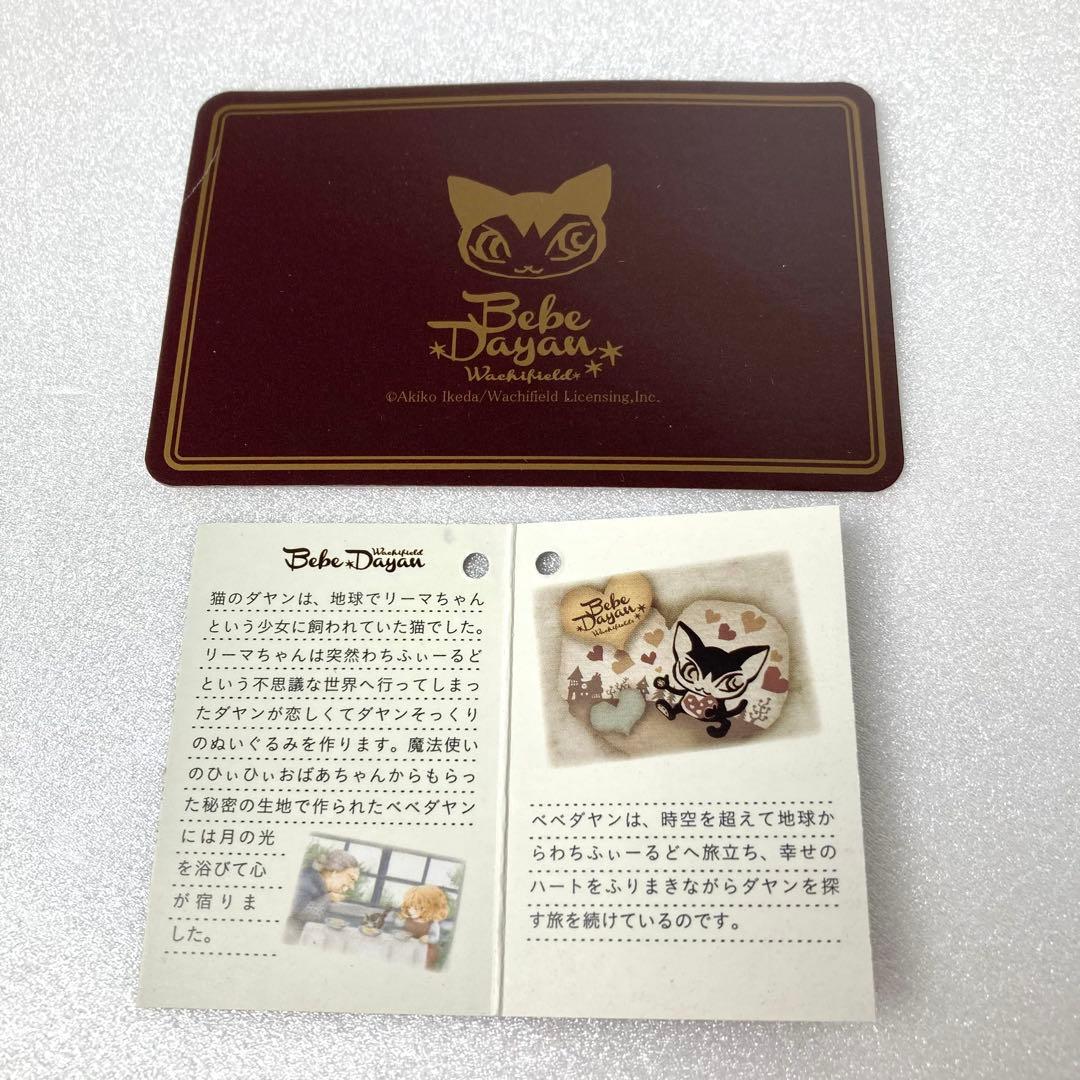 Bebe
Dayan
Wachifield
©Akiko Ikeda/Wachifield Licensing,Inc.
Wachifield
Bebe Dayan
猫のダヤンは、地球でリーマちゃん
という少女に飼われていた猫でした。
リーマちゃんは突然わちふぃーるど
という不思議な世界へ行ってしまっ
たダヤンが恋しくてダヤンそっくり
のぬいぐるみを作ります。魔法使い
のひぃひぃおばあちゃんからもらっ
た秘密の生地で作られたベベダヤン
には月の光
を浴びて心
が宿りま
した。
Bebe
Dayan
Wachifield
ベベダヤンは、時空を超えて地球か
らわちふぃーるどへ旅立ち、幸せの
ハートをふりまきながらダヤンを探
す旅を続けているのです。